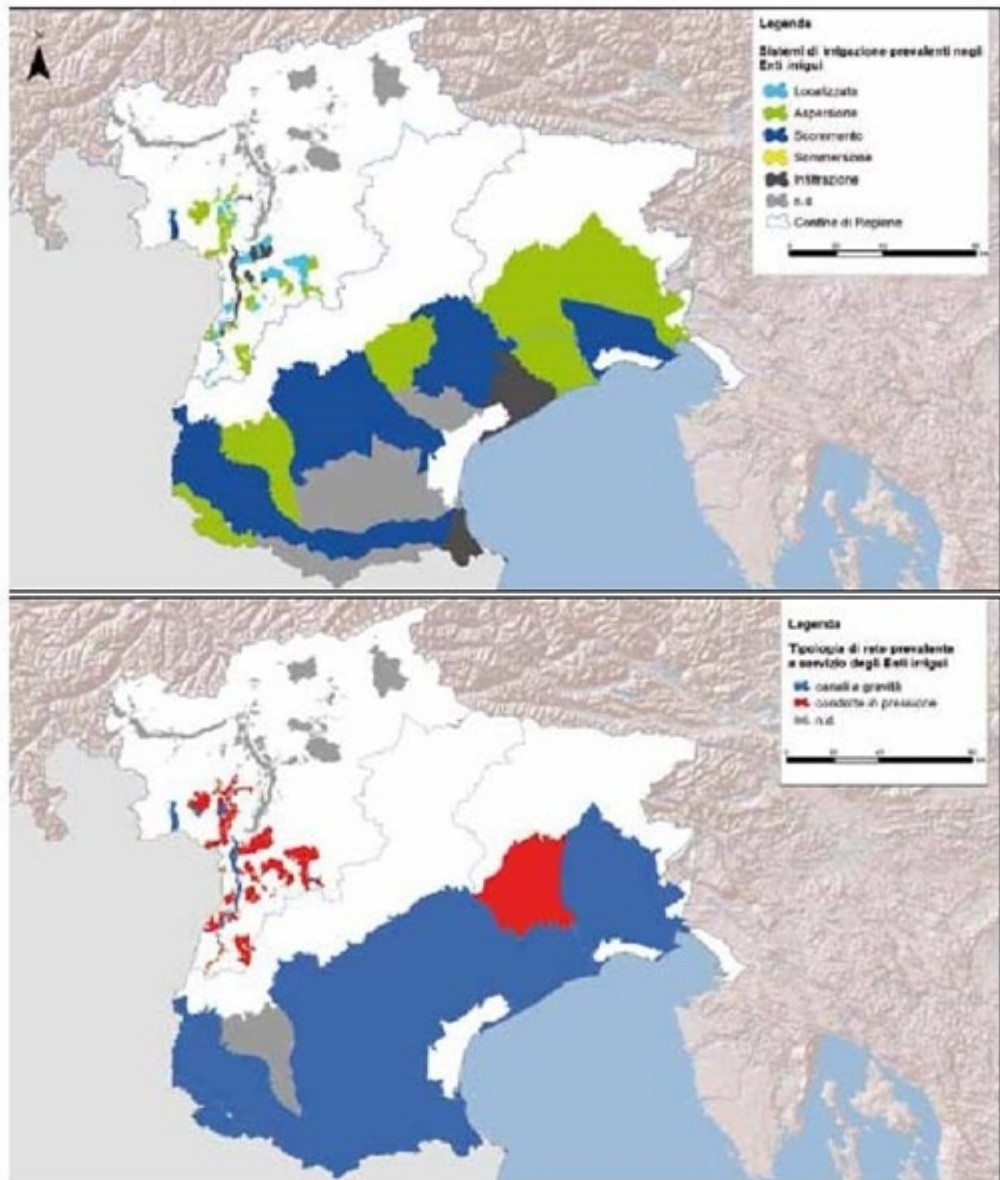 Legenda
Sistemi di irrigazione prevalenti negli
Enti irrigui
Localizzata
Aspersione
Scorrimento
Sommersione
Infiltrazione
n.d
Confine di Regione
Legenda
Tipologia di rete prevalente
a servizio degli Enti irrigui
canali a gravità
condotte in pressione
n.d.